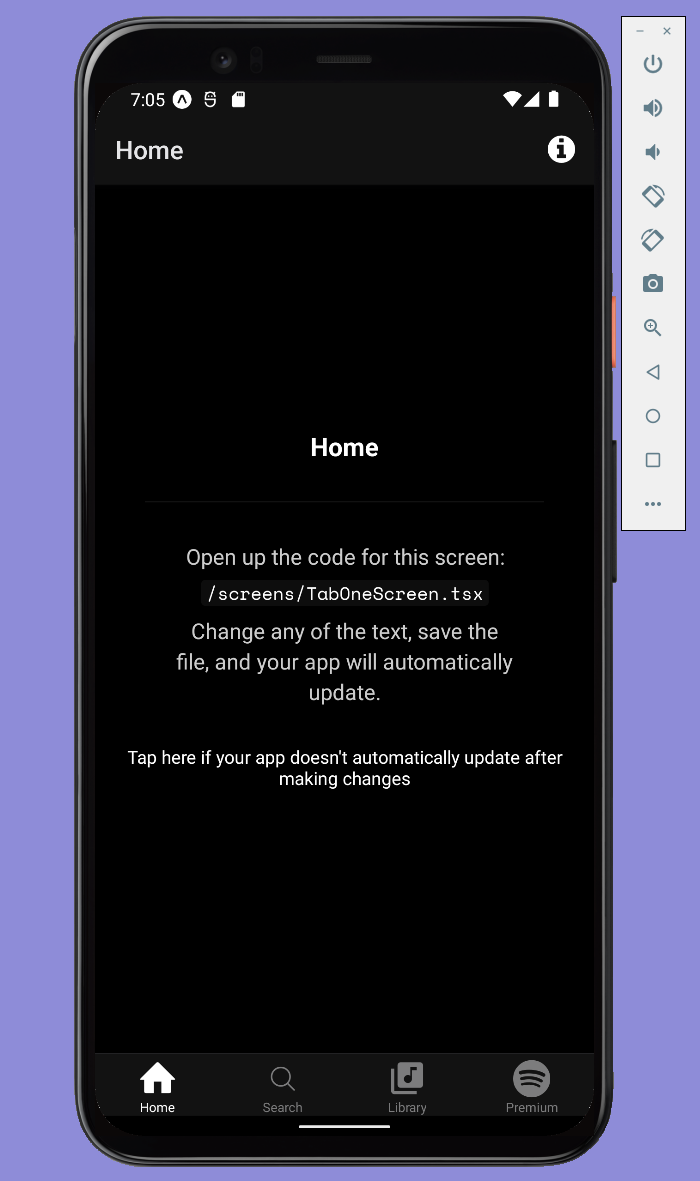 7:05
Home
Home
Open up the code for this screen:
/screens/TabOneScreen.tsx
Change any of the text, save the
file, and your app will automatically
update.
Tap here if your app doesn't automatically update after
making changes
Home
Search
Library
Premium